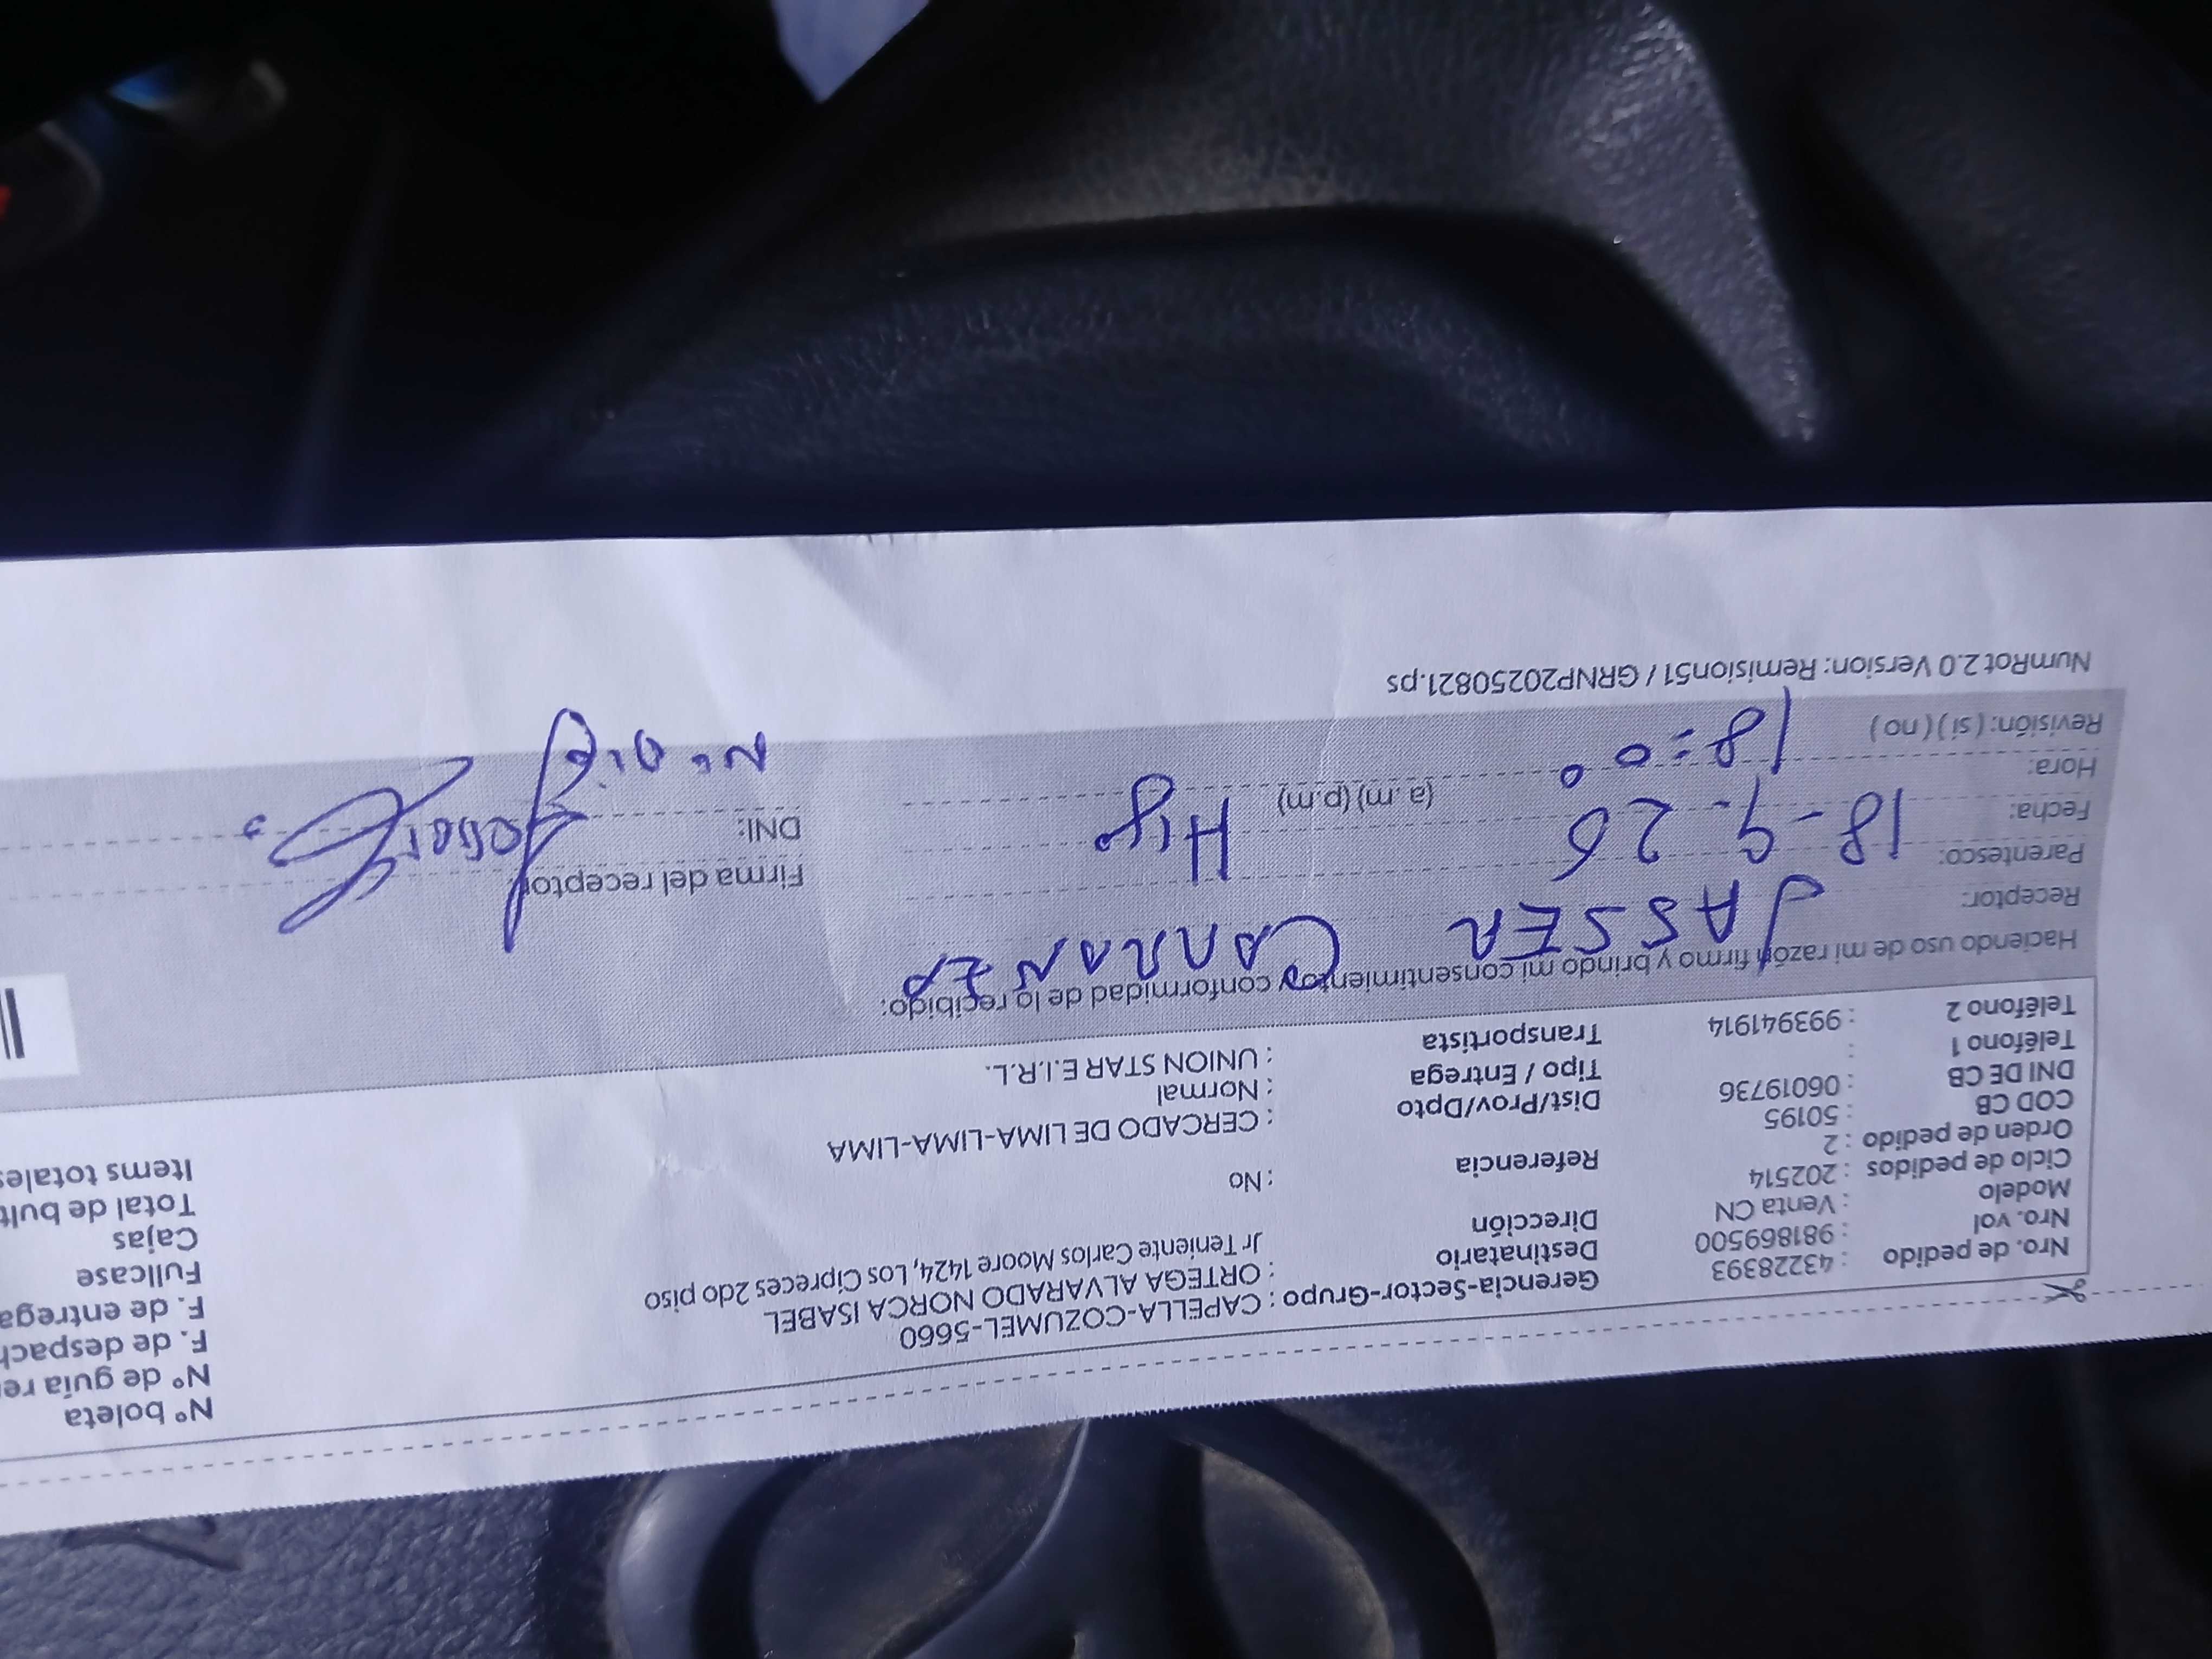 Nº boleta
Nº de guía re
F. de despach
F. de entrega
Fullcase
Cajas
Total de bult
Items totales
Gerencia-Sector-Grupo : CAPELLA-COZUMEL-5660
Nro. de pedido : 43228393 Destinatario : ORTEGA ALVARADO NORCA ISABEL
Nro. vol : 981869500 Dirección Jr Teniente Carlos Moore 1424, Los Cipreces 2do piso
Modelo : Venta CN
Ciclo de pedidos : 202514 Referencia : No
Orden de pedido : 2
COD CB : 50195 Dist/Prov/Dpto : CERCADO DE LIMA-LIMA-LIMA
DNI DE CB : 06019736 Tipo / Entrega : Normal
Teléfono 1 : Transportista : UNION STAR E.I.R.L.
Teléfono 2 : 993941914
Haciendo uso de mi razón firmo y brindo mi consentimiento y conformidad de lo recibido:
Receptor: JASSER
Parentesco: Hijo Firma del receptor
Fecha: 18-9-26 DNI:
Hora: 18=00 (a.m) (p.m)
Revisión: ( si ) ( no )
NumRot 2.0 Version: Remision51 / GRNP20250821.ps